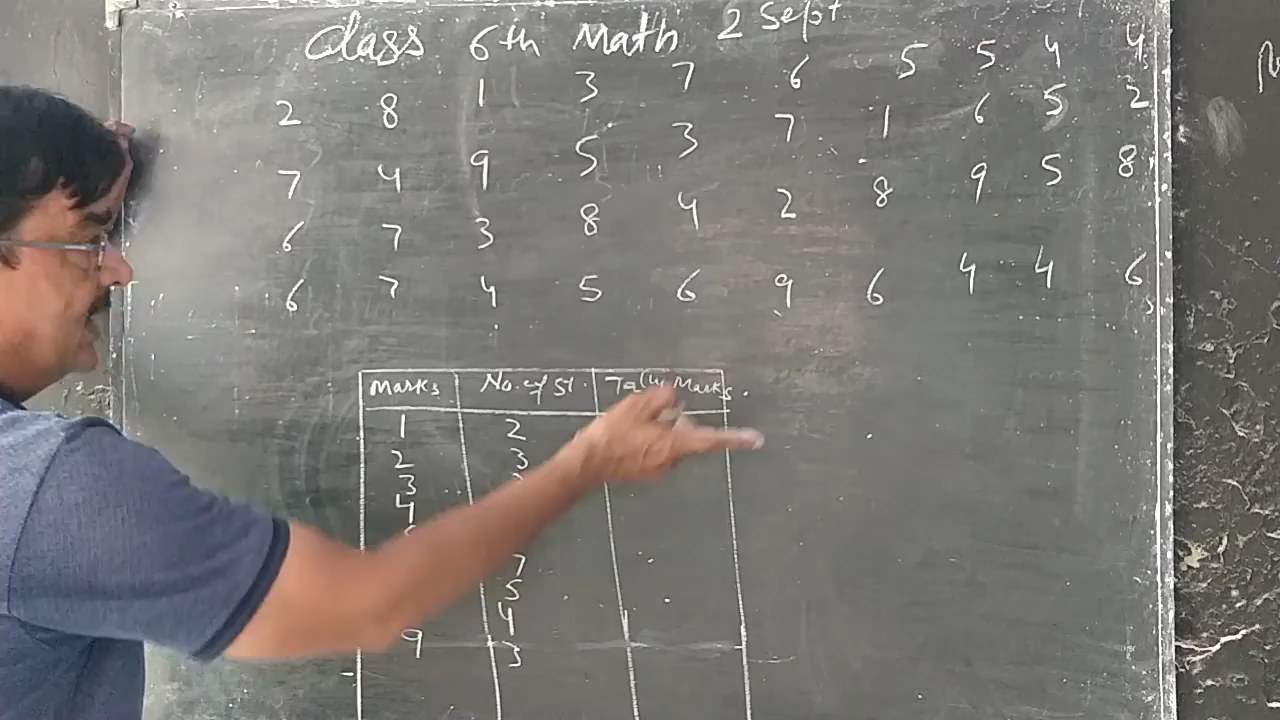 Class 6th Math 2 Sept
2 8 1 3 7 6 5 5 4 4
7 4 9 5 3 7 1 6 5 2
6 7 3 8 4 2 8 9 5 8
6 7 4 5 6 9 6 4 4 6
Marks No. of St. Tally Marks.
1 2
2 3
3
4
7
5
4
9 3